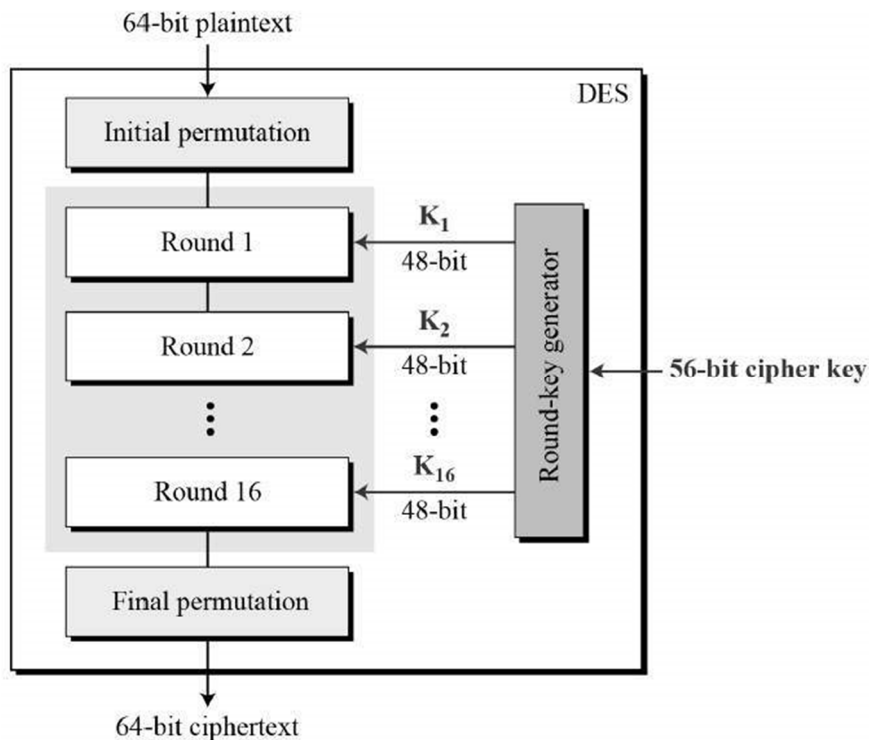 64-bit plaintext
DES
Initial permutation
Round 1
K1
48-bit
Round 2
K2
48-bit
Round-key generator
56-bit cipher key
Round 16
K16
48-bit
Final permutation
64-bit ciphertext